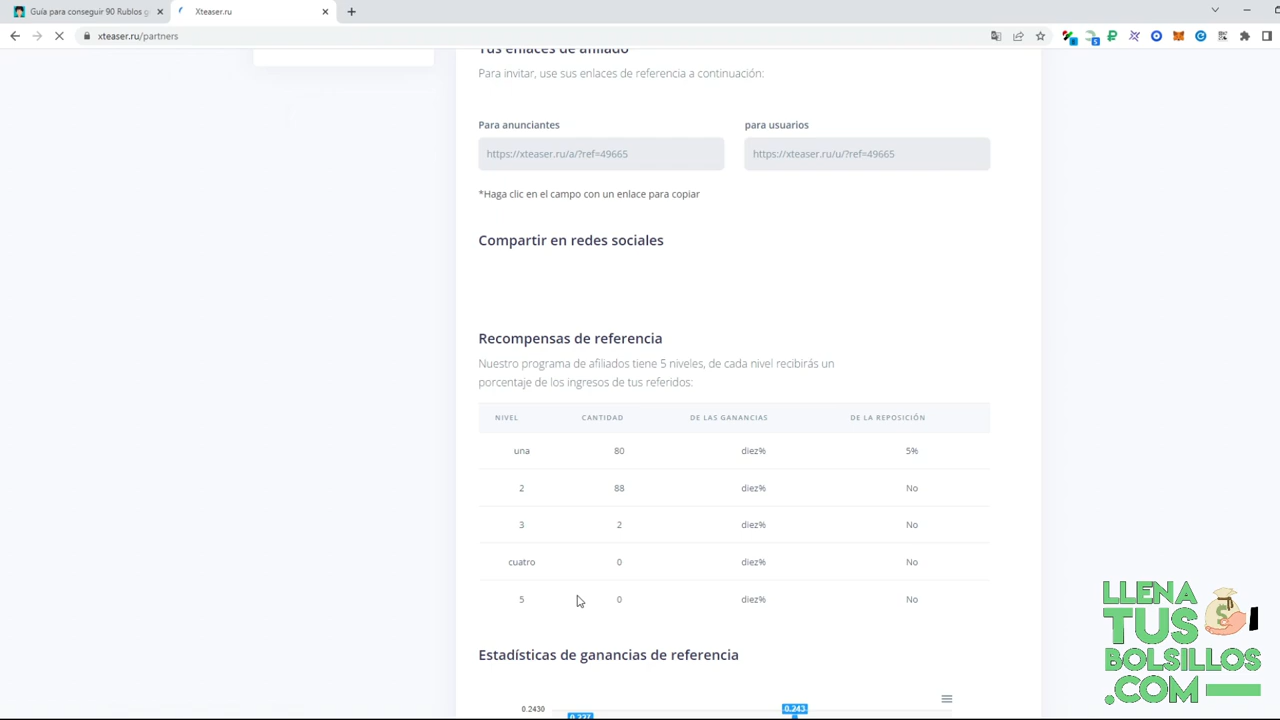 Guía para conseguir 90 Rublos g
Xteaser.ru
xteaser.ru/partners
Tus enlaces de afiliado
Para invitar, use sus enlaces de referencia a continuación:
Para anunciantes
para usuarios
https://xteaser.ru/a/?ref=49665
https://xteaser.ru/u/?ref=49665
*Haga clic en el campo con un enlace para copiar
Compartir en redes sociales
Recompensas de referencia
Nuestro programa de afiliados tiene 5 niveles, de cada nivel recibirás un
porcentaje de los ingresos de tus referidos:
NIVEL CANTIDAD DE LAS GANANCIAS DE LA REPOSICIÓN
una 80 diez% 5%
2 88 diez% No
3 2 diez% No
cuatro 0 diez% No
5 0 diez% No
Estadísticas de ganancias de referencia
0.2430
0.227
0.243
LLENA
TUS
BOLSILLOS
.COM